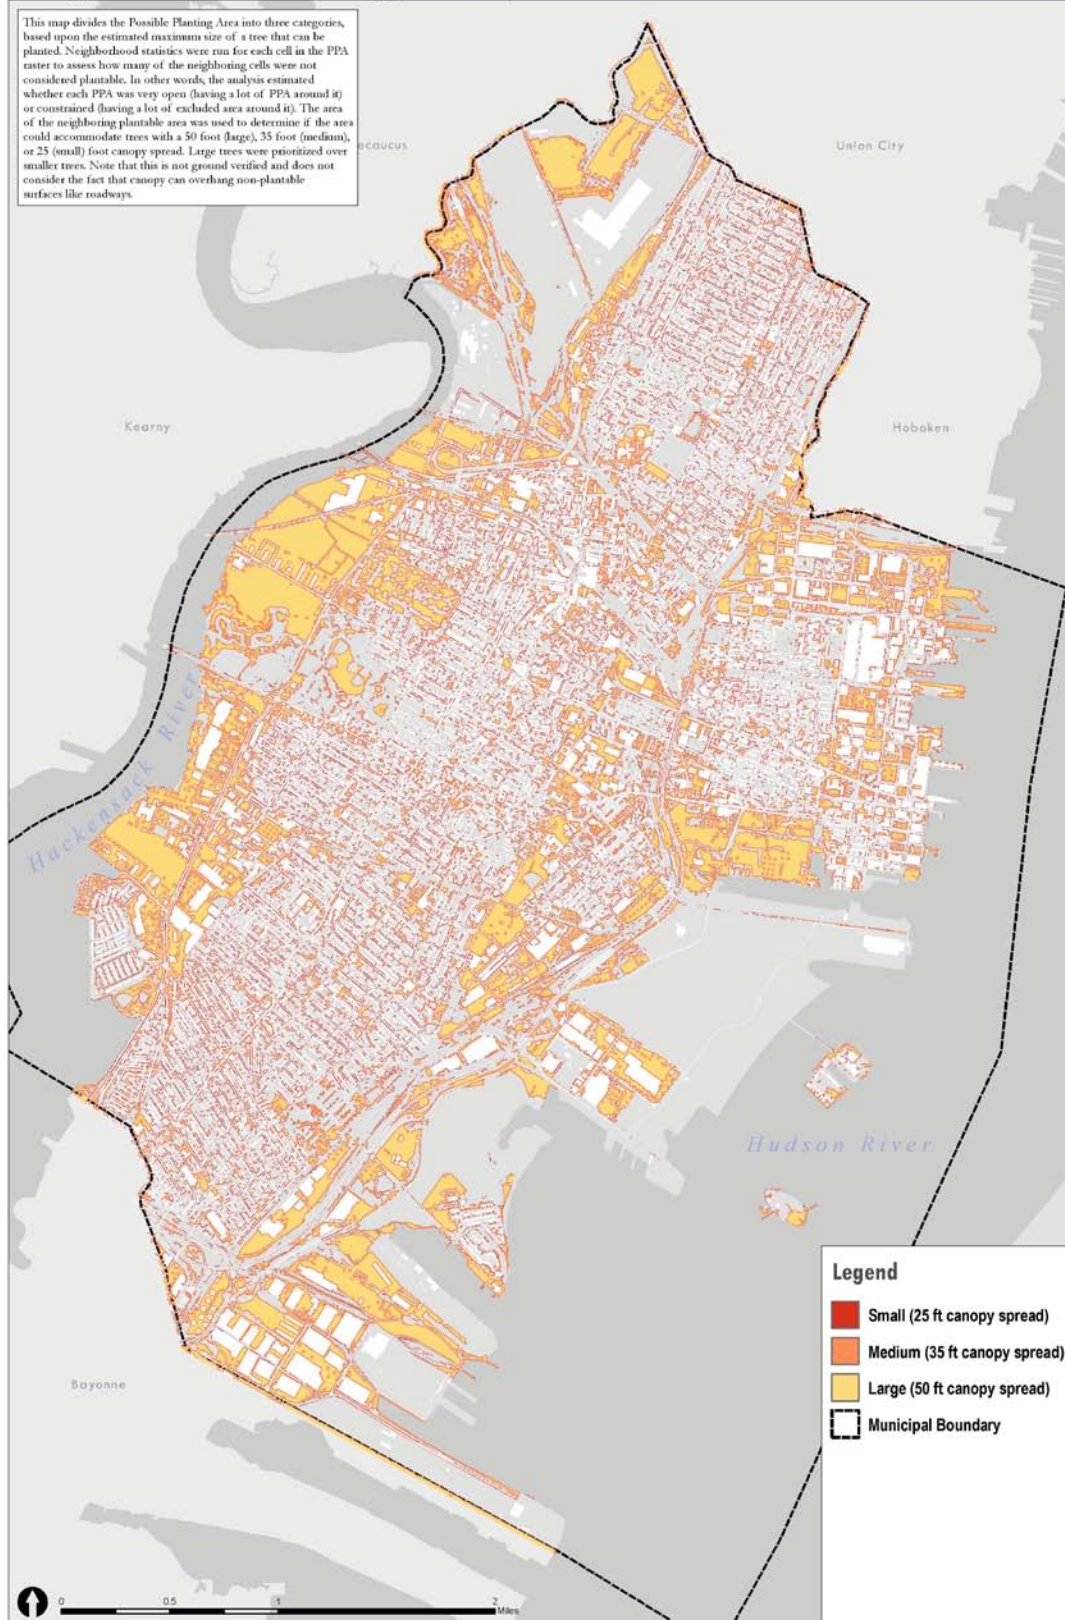 This map divides the Possible Planting Area into three categories,
based upon the estimated maximum size of a tree that can be
planted. Neighborhood statistics were run for each cell in the PPA
raster to assess how many of the neighboring cells were not
considered plantable. In other words, the analysis estimated
whether each PPA was very open (having a lot of PPA around it)
or constrained (having a lot of excluded area around it). The area
of the neighboring plantable area was used to determine if the area
could accommodate trees with a 50 foot (large), 35 foot (medium),
or 25 (small) foot canopy spread. Large trees were prioritized over
smaller trees. Note that this is not ground verified and does not
consider the fact that canopy can overhang non-plantable
surfaces like roadways.
ecaucus
Union City
Kearny
Hoboken
Hackensack River
Hudson River
Bayonne
Legend
Small (25 ft canopy spread)
Medium (35 ft canopy spread)
Large (50 ft canopy spread)
Municipal Boundary
0 0.5 1 2
Miles